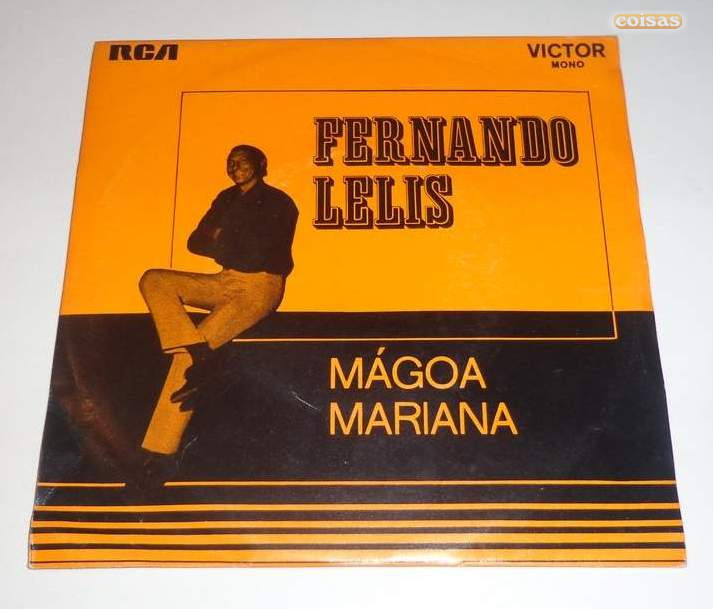 coisas
RCA
VICTOR
MONO
FERNANDO
LELIS
MÁGOA
MARIANA